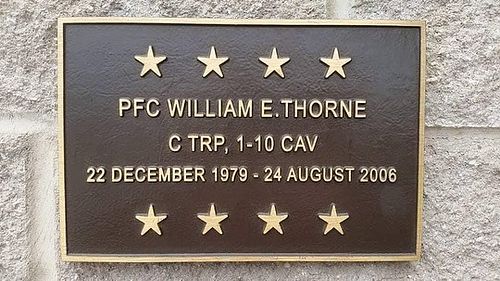 PFC WILLIAM E.THORNE
C TRP, 1-10 CAV
22 DECEMBER 1979 - 24 AUGUST 2006